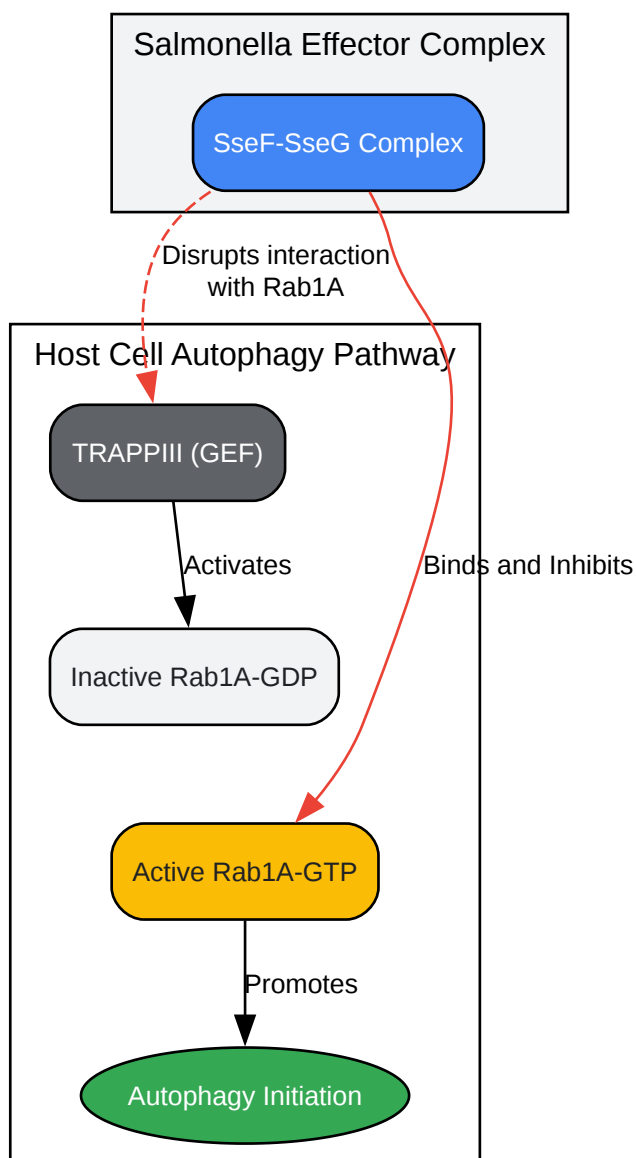 Salmonella Effector Complex
SseF-SseG Complex
Disrupts interaction
with Rab1A
Host Cell Autophagy Pathway
TRAPPIII (GEF)
Activates
Binds and Inhibits
Inactive Rab1A-GDP
Active Rab1A-GTP
Promotes
Autophagy Initiation